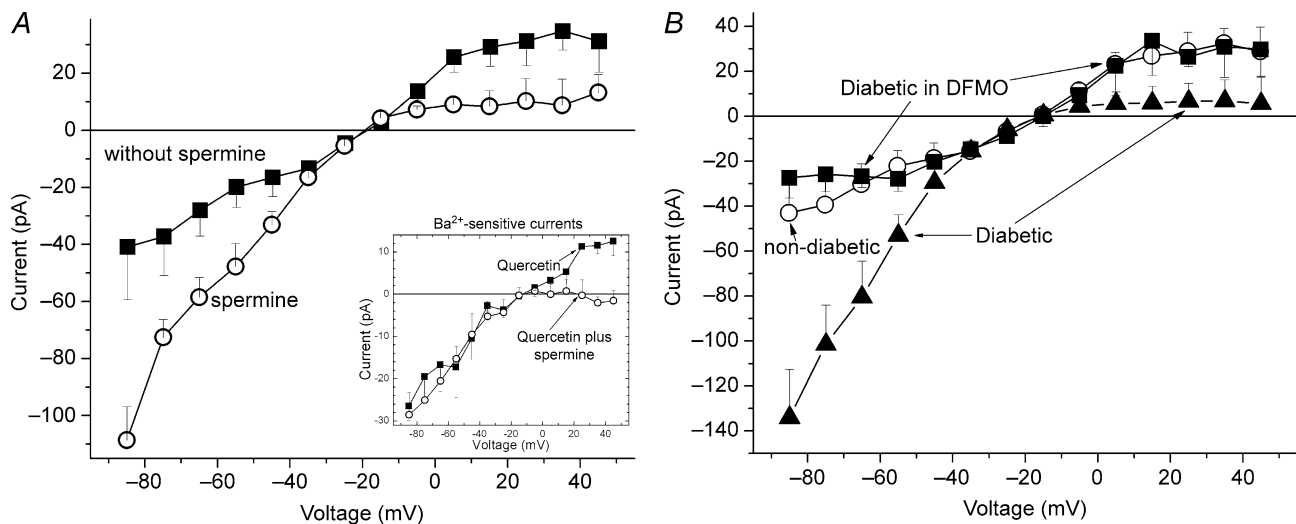 A
Current (pA)
20
0
–20
–40
–60
–80
–100
without spermine
spermine
–80
–60
–40
–20
0
20
40
Voltage (mV)
Ba2+-sensitive currents
Current (pA)
10
0
-10
-20
-30
Quercetin
Quercetin plus
spermine
-80
-60
-40
-20
0
20
40
Voltage (mV)
B
Current (pA)
40
20
0
–20
–40
–60
–80
–100
–120
–140
Diabetic in DFMO
non-diabetic
Diabetic
–80
–60
–40
–20
0
20
40
Voltage (mV)